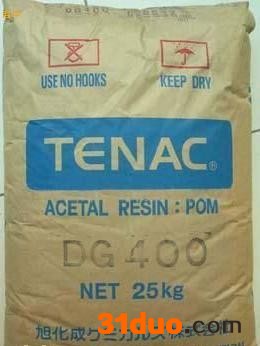 DG400
USE NO HOOKS
KEEP DRY
TENAC®
ACETAL RESIN : POM
DG400
NET 25kg
旭化成ケミカルズ株式会社
31duo.com